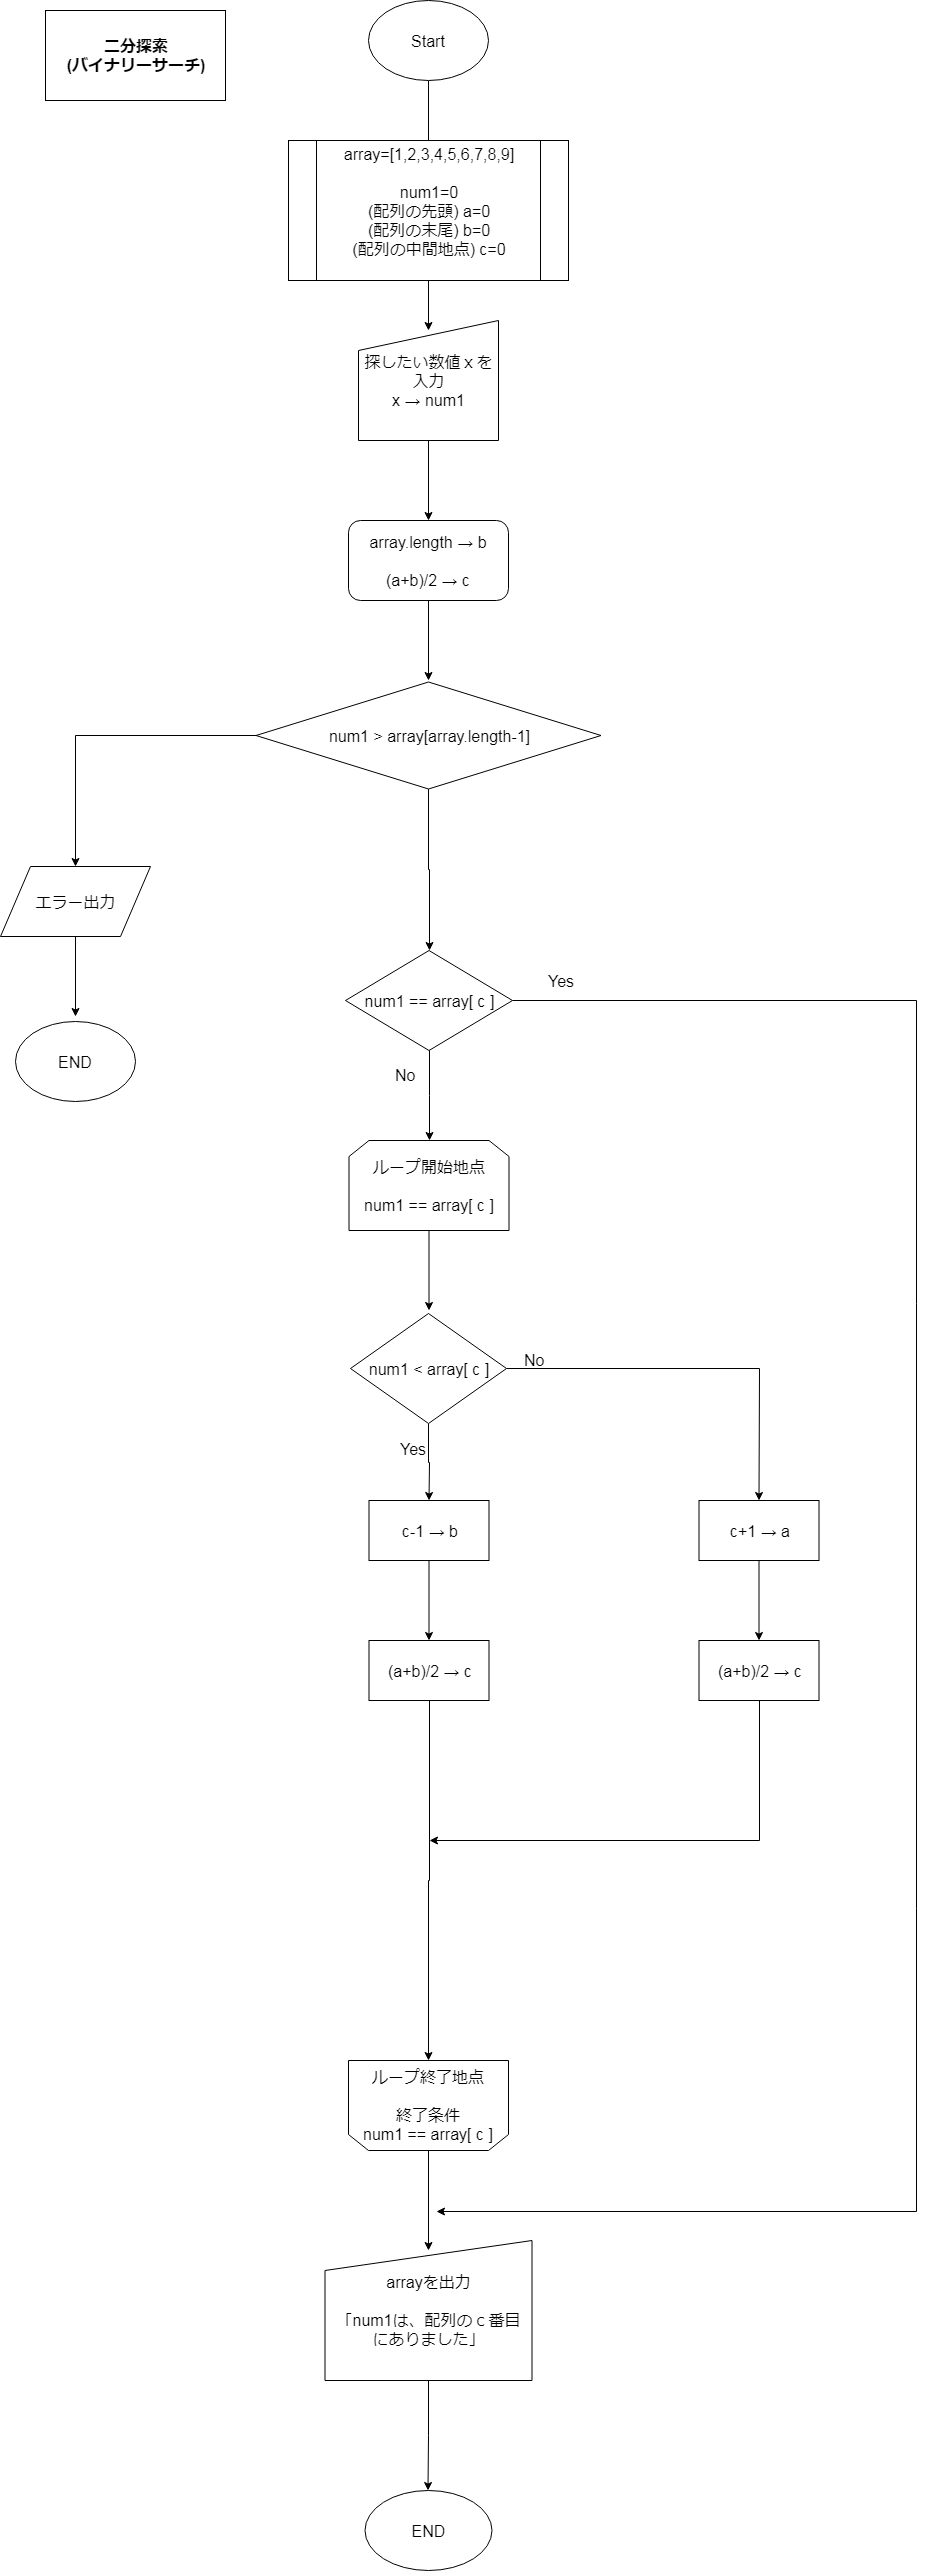 二分探索
(バイナリーサーチ)
Start
array=[1,2,3,4,5,6,7,8,9]
num1=0
(配列の先頭) a=0
(配列の末尾) b=0
(配列の中間地点) c=0
探したい数値 x を
入力
x → num1
array.length → b
(a+b)/2 → c
num1 > array[array.length-1]
エラー出力
END
num1 == array[ c ]
Yes
No
ループ開始地点
num1 == array[ c ]
num1 < array[ c ]
No
Yes
c-1 → b
c+1 → a
(a+b)/2 → c
(a+b)/2 → c
ループ終了地点
終了条件
num1 == array[ c ]
arrayを出力
「num1は、配列の c 番目
にありました」
END